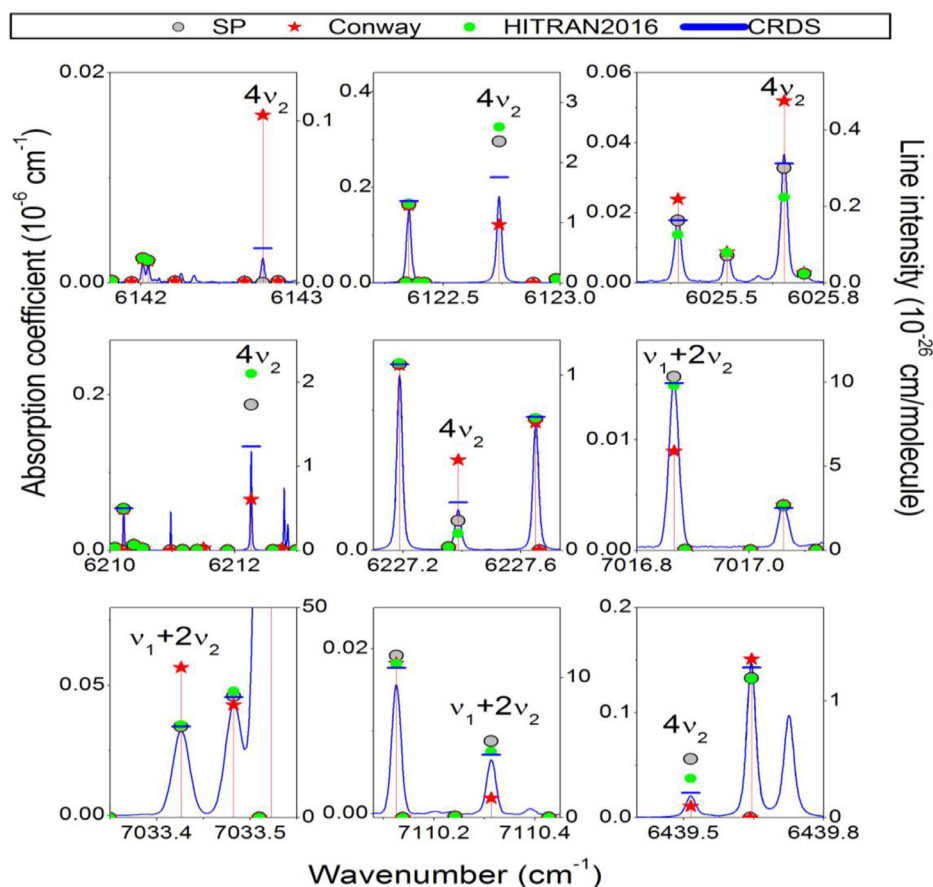 SP Conway HITRAN2016 CRDS
Absorption coefficient (10⁻⁶ cm⁻¹)
Line intensity (10⁻²⁶ cm/molecule)
0.02 4ν₂ 0.1
0.00 0
6142 6143
0.4 4ν₂ 3
0.2 2
1
0.0 0
6122.5 6123.0
0.06 4ν₂
0.04 0.4
0.02 0.2
0.00 0.0
6025.5 6025.8
4ν₂ 2
0.2 1
0.0 0
6210 6212
4ν₂ 1
0.0 0
6227.2 6227.6
ν₁+2ν₂ 10
0.01 5
0.00 0
7016.8 7017.0
ν₁+2ν₂ 50
0.05
0.00 0
7033.4 7033.5
0.02 ν₁+2ν₂ 10
0.00 0
7110.2 7110.4
0.2 4ν₂
0.1 1
0.0 0
6439.5 6439.8
Wavenumber (cm⁻¹)